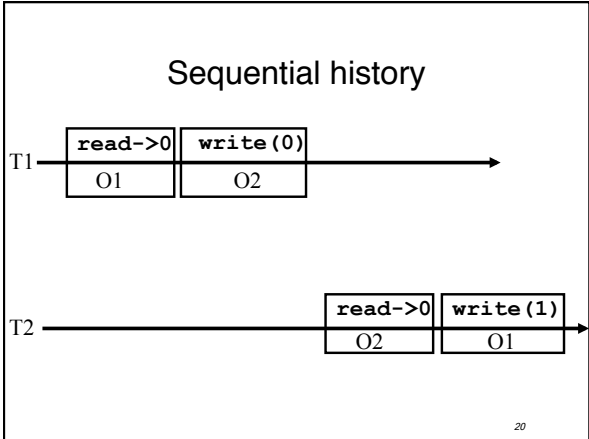 Sequential history
read->0 write(0)
T1
O1 O2
read->0 write(1)
T2
O2 O1
20